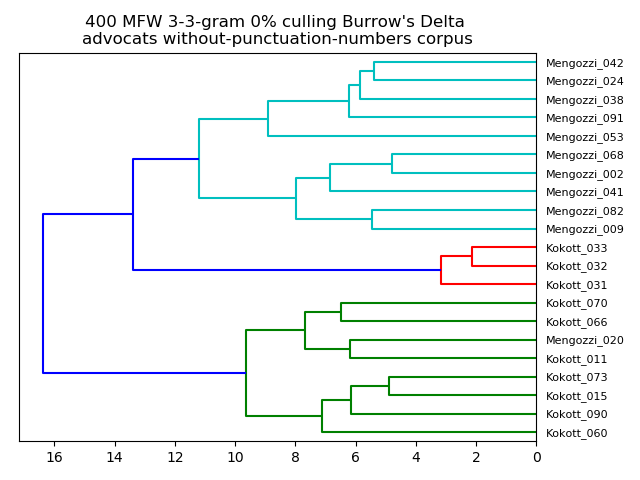 400 MFW 3-3-gram 0% culling Burrow's Delta
advocats without-punctuation-numbers corpus
Mengozzi_042
Mengozzi_024
Mengozzi_038
Mengozzi_091
Mengozzi_053
Mengozzi_068
Mengozzi_002
Mengozzi_041
Mengozzi_082
Mengozzi_009
Kokott_033
Kokott_032
Kokott_031
Kokott_070
Kokott_066
Mengozzi_020
Kokott_011
Kokott_073
Kokott_015
Kokott_090
Kokott_060
16 14 12 10 8 6 4 2 0